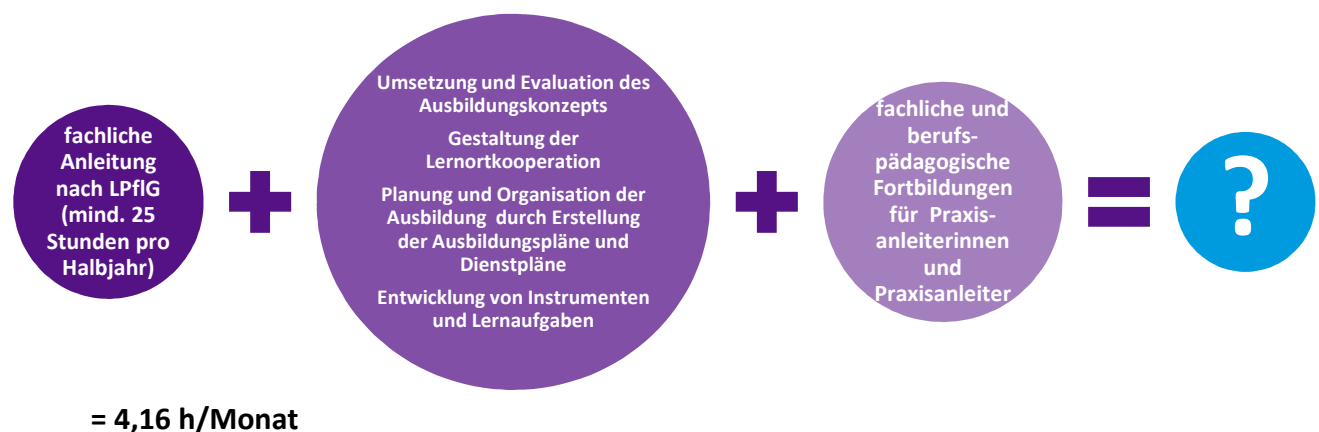 fachliche
Anleitung
nach LPflG
(mind. 25
Stunden pro
Halbjahr)
Umsetzung und Evaluation des
Ausbildungskonzepts
Gestaltung der
Lernortkooperation
Planung und Organisation der
Ausbildung durch Erstellung
der Ausbildungspläne und
Dienstpläne
Entwicklung von Instrumenten
und Lernaufgaben
fachliche und
berufs-
pädagogische
Fortbildungen
für Praxis-
anleiterinnen
und
Praxisanleiter
?
= 4,16 h/Monat